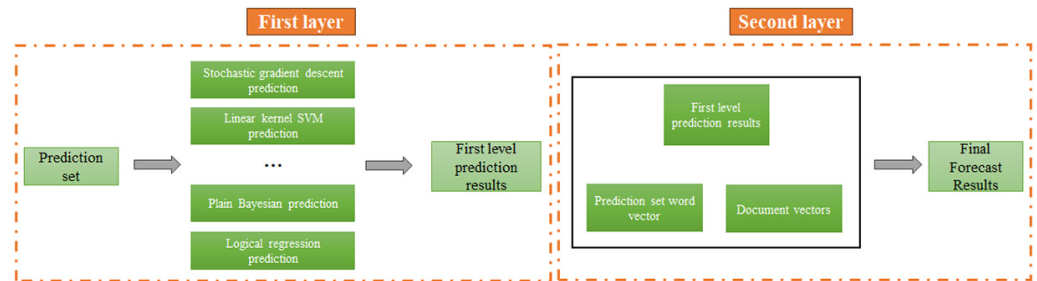 First layer
Second layer
Prediction
set
Stochastic gradient descent
prediction
Linear kernel SVM
prediction
...
Plain Bayesian prediction
Logical regression
prediction
First level
prediction
results
First level
prediction results
Prediction set word
vector
Document vectors
Final
Forecast
Results